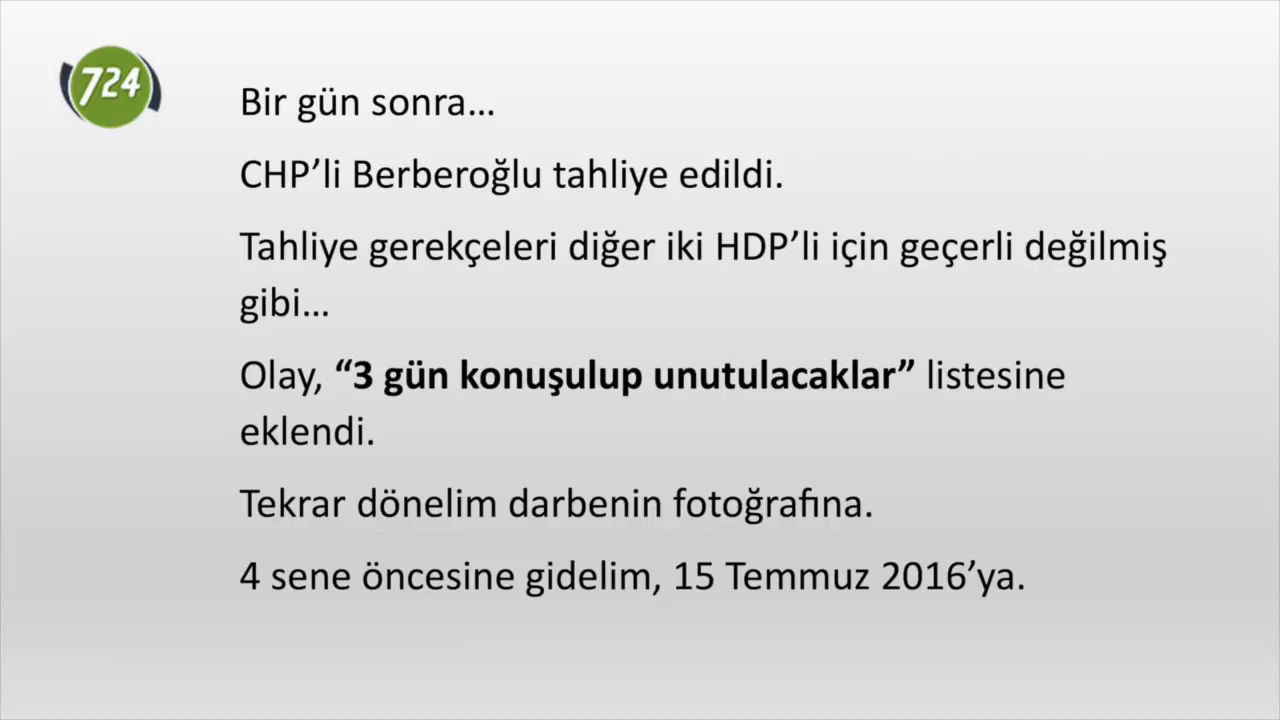 724
Bir gün sonra…
CHP’li Berberoğlu tahliye edildi.
Tahliye gerekçeleri diğer iki HDP’li için geçerli değilmiş
gibi…
Olay, “3 gün konuşulup unutulacaklar” listesine
eklendi.
Tekrar dönelim darbenin fotoğrafına.
4 sene öncesine gidelim, 15 Temmuz 2016’ya.